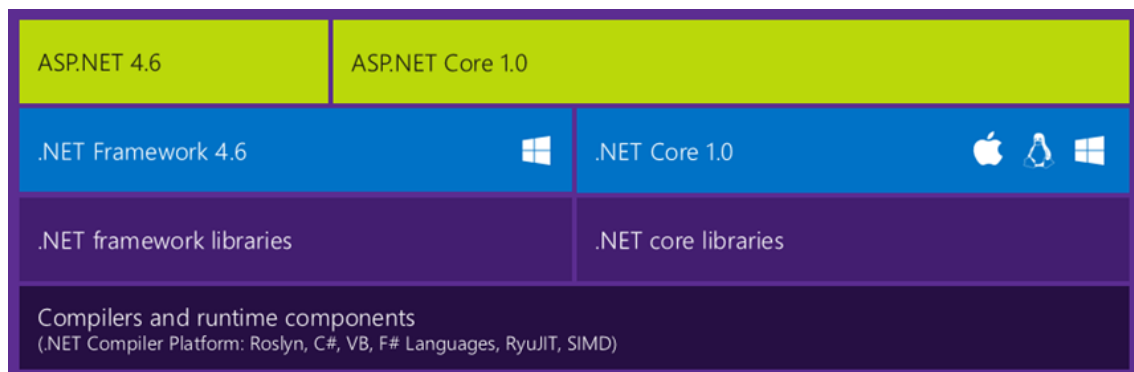 ASP.NET 4.6
ASP.NET Core 1.0
.NET Framework 4.6
.NET Core 1.0
.NET framework libraries
.NET core libraries
Compilers and runtime components
(.NET Compiler Platform: Roslyn, C#, VB, F# Languages, RyuJIT, SIMD)